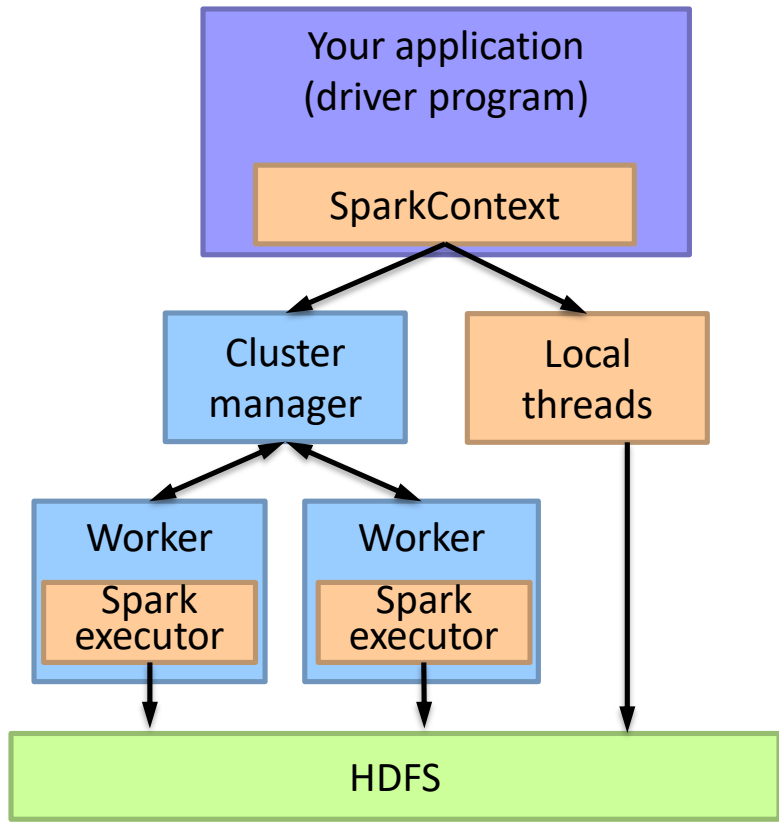 Your application
(driver program)
SparkContext
Cluster
manager
Local
threads
Worker
Spark
executor
Worker
Spark
executor
HDFS